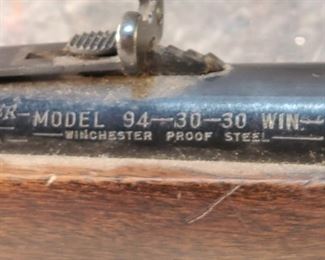 MODEL 94-30-30 WIN.-
-WINCHESTER PROOF STEEL-